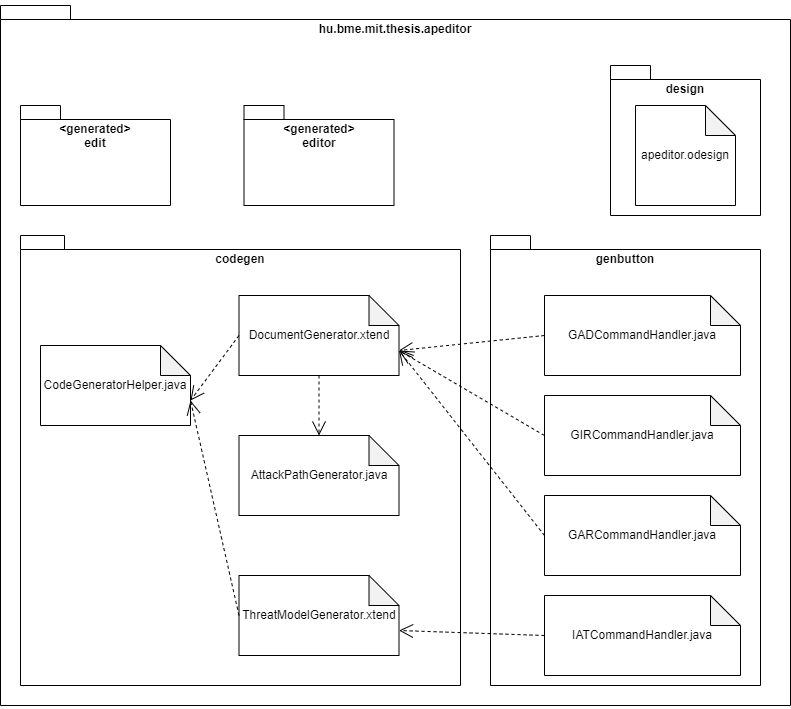 hu.bme.mit.thesis.apeditor
<generated>
edit
<generated>
editor
design
apeditor.odesign
codegen
CodeGeneratorHelper.java
DocumentGenerator.xtend
AttackPathGenerator.java
ThreatModelGenerator.xtend
genbutton
GADCommandHandler.java
GIRCommandHandler.java
GARCommandHandler.java
IATCommandHandler.java